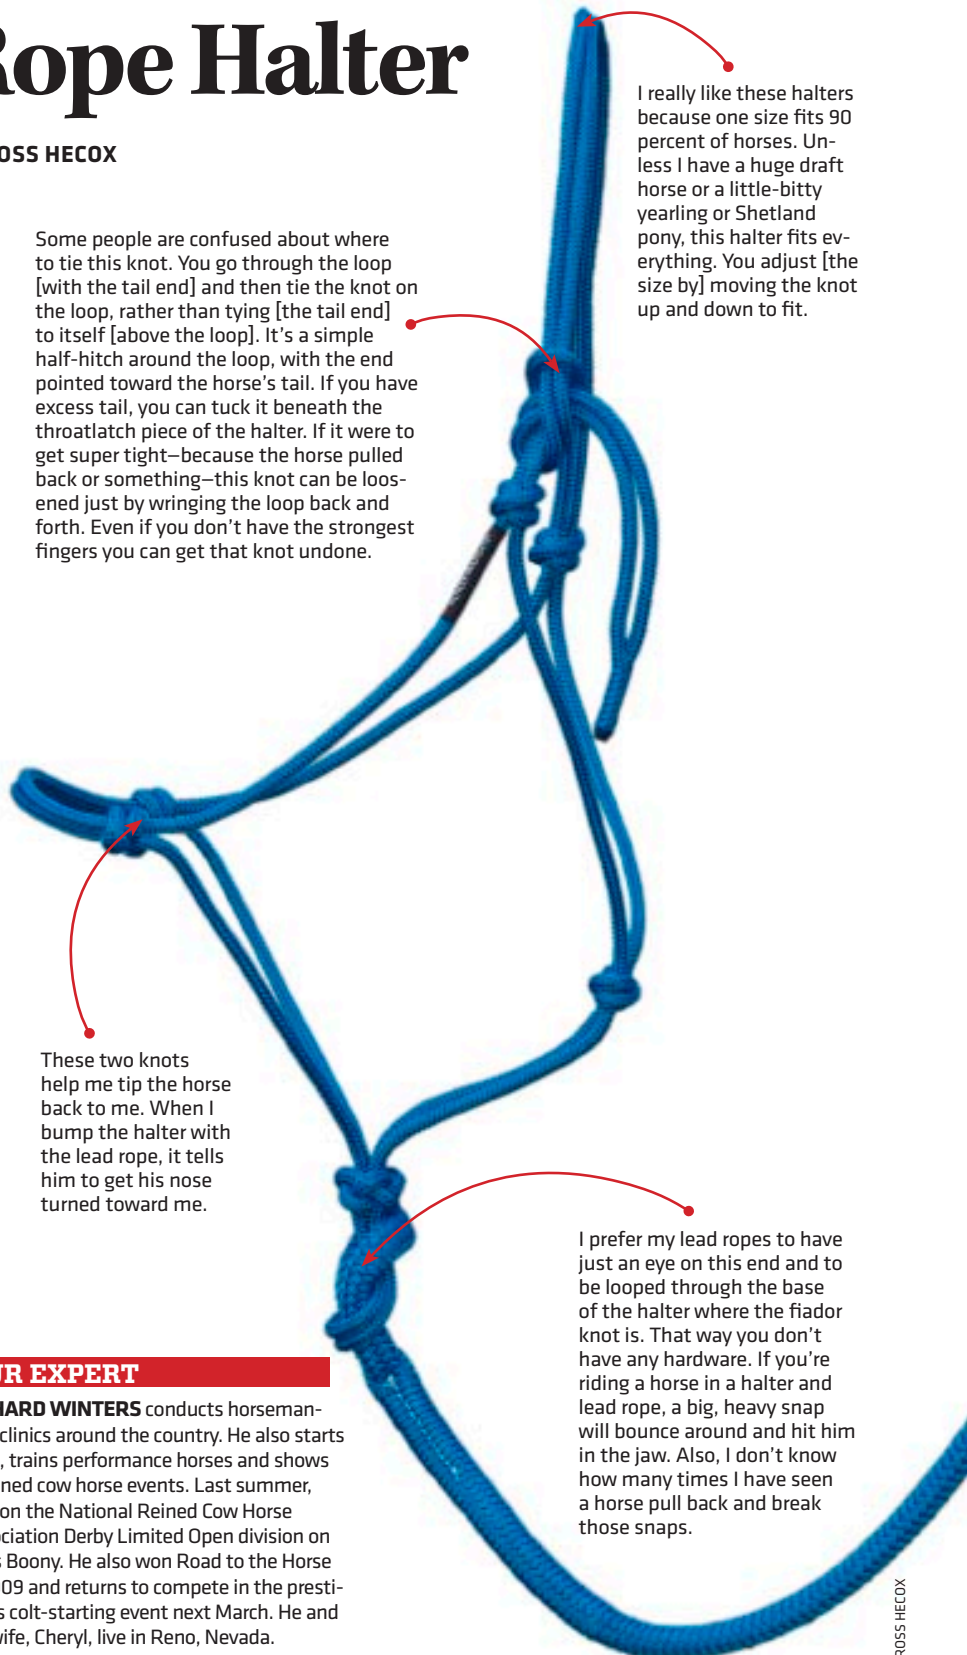 Rope Halter
OSS HECOX
I really like these halters
because one size fits 90
percent of horses. Un-
less I have a huge draft
horse or a little-bitty
yearling or Shetland
pony, this halter fits ev-
erything. You adjust [the
size by] moving the knot
up and down to fit.
Some people are confused about where
to tie this knot. You go through the loop
[with the tail end] and then tie the knot on
the loop, rather than tying [the tail end]
to itself [above the loop]. It’s a simple
half-hitch around the loop, with the end
pointed toward the horse’s tail. If you have
excess tail, you can tuck it beneath the
throatlatch piece of the halter. If it were to
get super tight—because the horse pulled
back or something—this knot can be loos-
ened just by wringing the loop back and
forth. Even if you don’t have the strongest
fingers you can get that knot undone.
These two knots
help me tip the horse
back to me. When I
bump the halter with
the lead rope, it tells
him to get his nose
turned toward me.
I prefer my lead ropes to have
just an eye on this end and to
be looped through the base
of the halter where the fiador
knot is. That way you don’t
have any hardware. If you’re
riding a horse in a halter and
lead rope, a big, heavy snap
will bounce around and hit him
in the jaw. Also, I don’t know
how many times I have seen
a horse pull back and break
those snaps.
UR EXPERT
HARD WINTERS conducts horseman-
clinics around the country. He also starts
, trains performance horses and shows
ned cow horse events. Last summer,
on the National Reined Cow Horse
ociation Derby Limited Open division on
s Boony. He also won Road to the Horse
09 and returns to compete in the presti-
s colt-starting event next March. He and
wife, Cheryl, live in Reno, Nevada.
ROSS HECOX